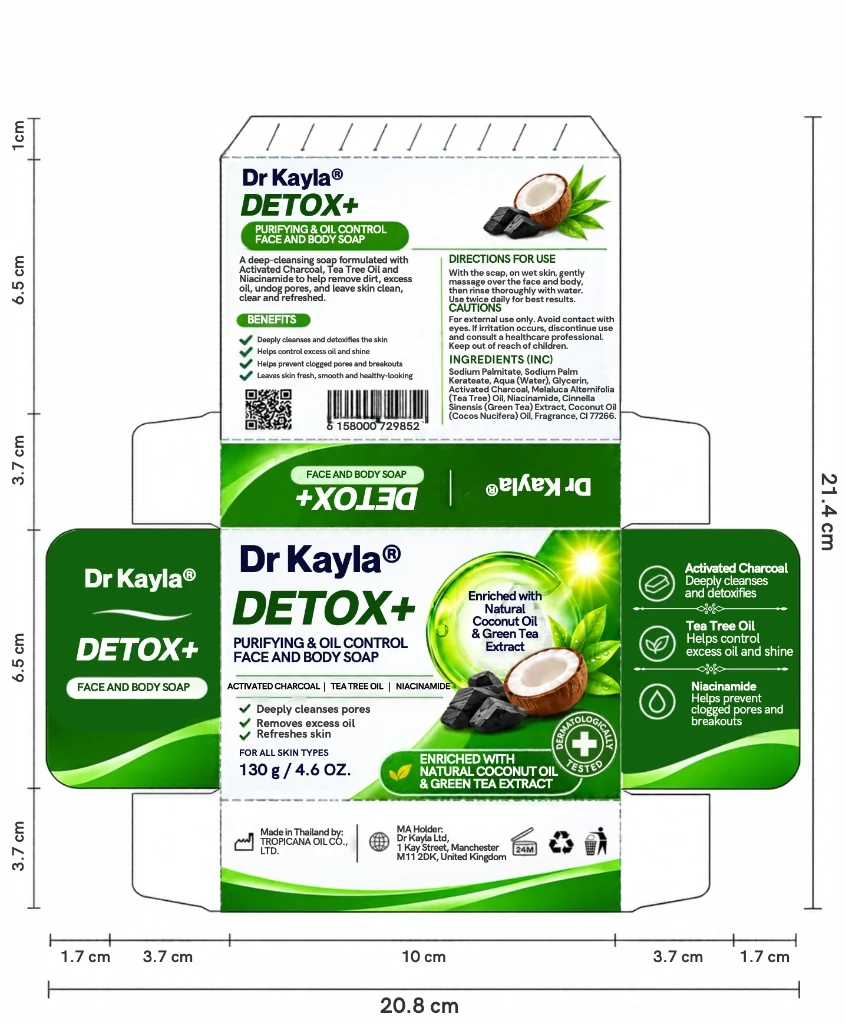 Dr Kayla®
DETOX+
PURIFYING & OIL CONTROL
FACE AND BODY SOAP
A deep-cleansing soap formulated with
Activated Charcoal, Tea Tree Oil and
Niacinamide to help remove dirt, excess
oil, undog pores, and leave skin clean,
clear and refreshed.
BENEFITS
Deeply cleanses and detoxifies the skin
Helps control excess oil and shine
Helps prevent clogged pores and breakouts
Leaves skin fresh, smooth and healthy-looking
6 158000 729852
DIRECTIONS FOR USE
With the scap, on wet skin, gently
massage over the face and body,
then rinse thoroughly with water.
Use twice daily for best results.
CAUTIONS
For external use only. Avoid contact with
eyes. If irritation occurs, discontinue use
and consult a healthcare professional.
Keep out of reach of children.
INGREDIENTS (INC)
Sodium Palmitate, Sodium Palm
Kerateate, Aqua (Water), Glycerin,
Activated Charcoal, Melaluca Alternifolia
(Tea Tree) Oil, Niacinamide, Cinnella
Sinensis (Green Tea) Extract, Coconut Oil
(Cocos Nucifera) Oil, Fragrance, CI 77266.
FACE AND BODY SOAP
DETOX+
Dr Kayla®
Dr Kayla®
DETOX+
FACE AND BODY SOAP
Dr Kayla®
DETOX+
PURIFYING & OIL CONTROL
FACE AND BODY SOAP
ACTIVATED CHARCOAL | TEA TREE OIL | NIACINAMIDE
Deeply cleanses pores
Removes excess oil
Refreshes skin
FOR ALL SKIN TYPES
130 g / 4.6 OZ.
Enriched with
Natural
Coconut Oil
& Green Tea
Extract
DERMATOLOGICALLY
TESTED
ENRICHED WITH
NATURAL COCONUT OIL
& GREEN TEA EXTRACT
Activated Charcoal
Deeply cleanses
and detoxifies
Tea Tree Oil
Helps control
excess oil and shine
Niacinamide
Helps prevent
clogged pores and
breakouts
Made in Thailand by:
TROPICANA OIL CO.,
LTD.
MA Holder:
Dr Kayla Ltd,
1 Kay Street, Manchester
M11 2DK, United Kingdom
24M
1cm
6.5 cm
3.7 cm
6.5 cm
3.7 cm
21.4 cm
1.7 cm
3.7 cm
10 cm
3.7 cm
1.7 cm
20.8 cm